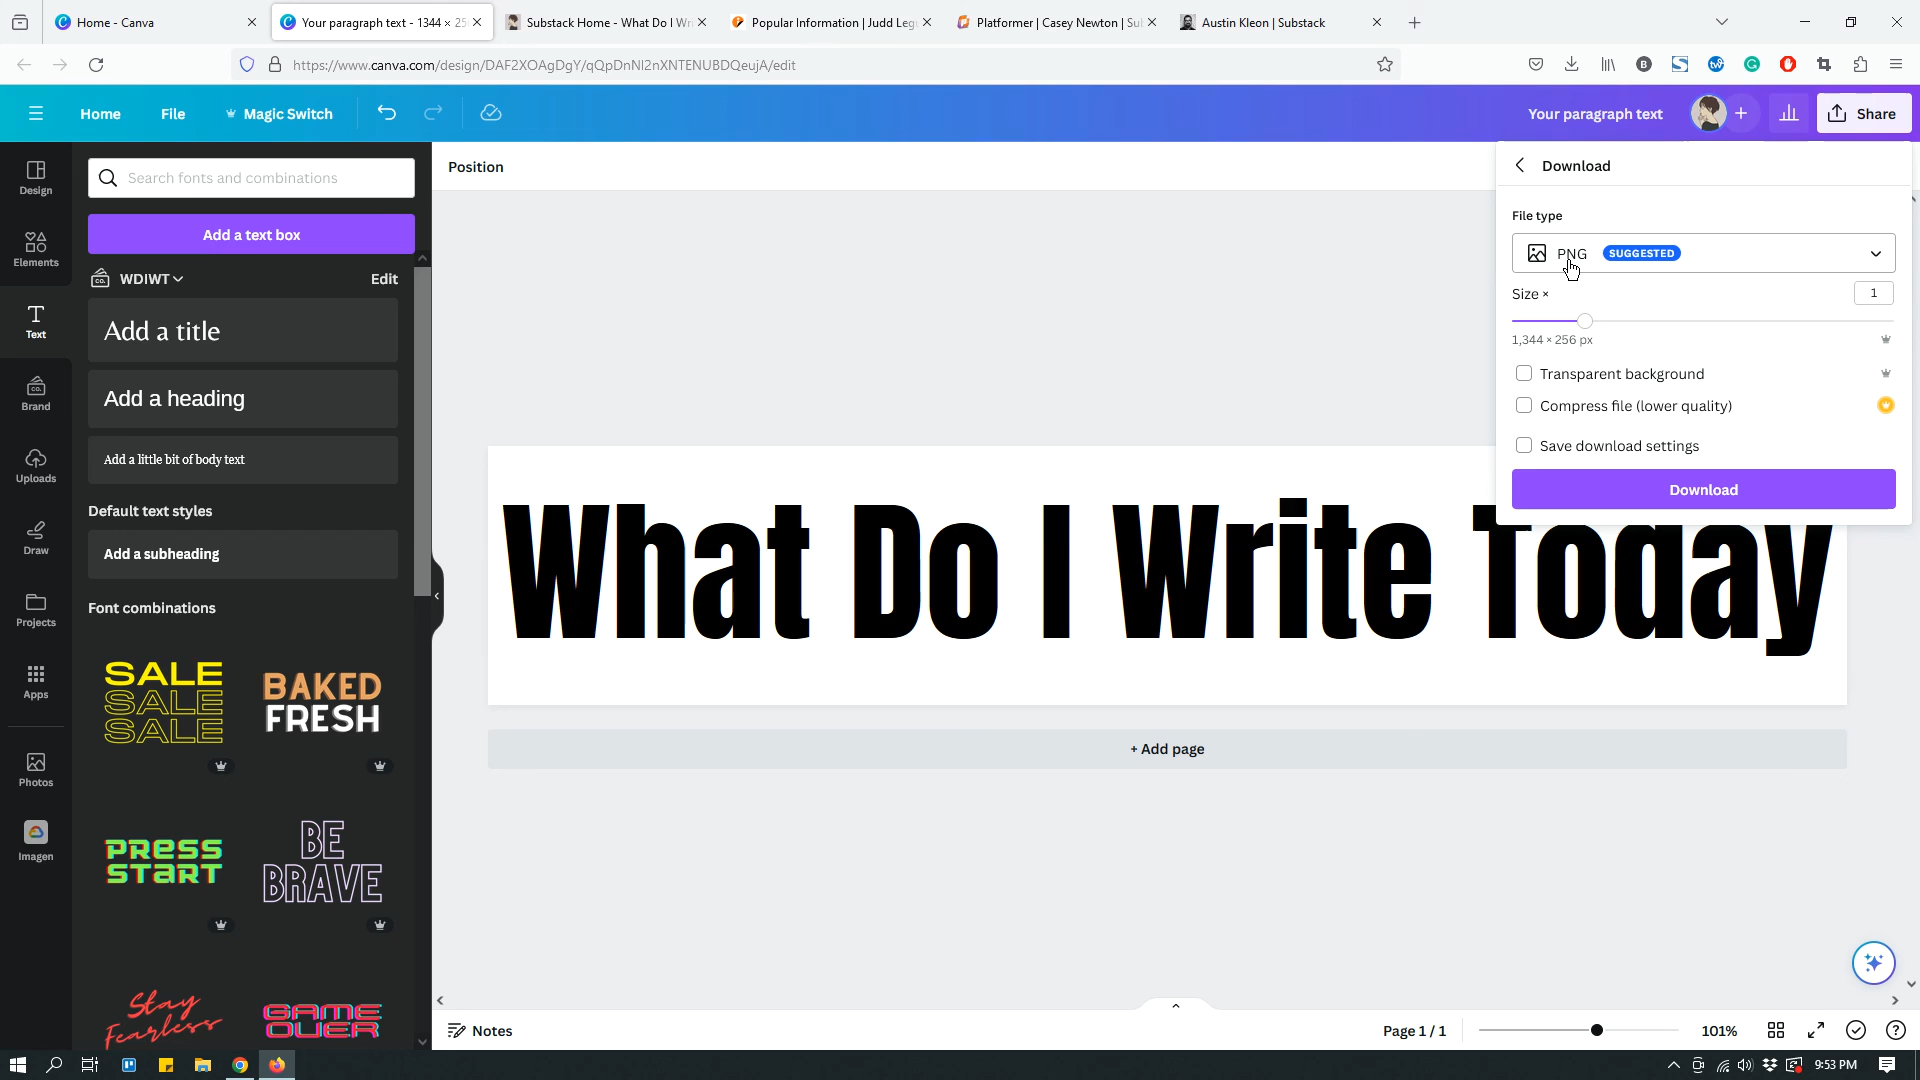 Home - Canva
Your paragraph text - 1344 × 25
Substack Home - What Do I Wri
Popular Information | Judd Leg
Platformer | Casey Newton | Su
Austin Kleon | Substack
https://www.canva.com/design/DAF2XOAgDgY/qQpDnNl2nXNTENUBDQeujA/edit
Home
File
Magic Switch
Your paragraph text
Share
Design
Elements
Text
Brand
Uploads
Draw
Projects
Apps
Photos
Imagen
Search fonts and combinations
Add a text box
WDIWT
Edit
Add a title
Add a heading
Add a little bit of body text
Default text styles
Add a subheading
Font combinations
SALE
SALE
SALE
BAKED
FRESH
PRESS
START
BE
BRAVE
Stay
Fearless
GAME
OVER
Position
Download
File type
PNG SUGGESTED
Size × 1
1,344 × 256 px
Transparent background
Compress file (lower quality)
Save download settings
Download
What Do I Write Today
+ Add page
Notes
Page 1 / 1
101%
9:53 PM